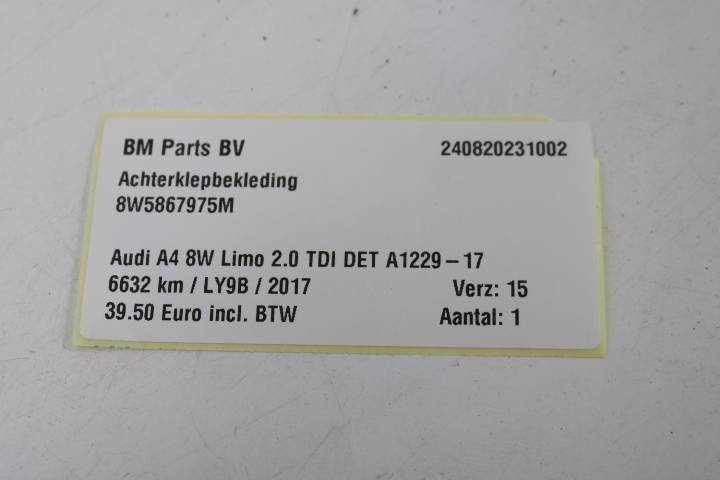 BM Parts BV 240820231002
Achterklepbekleding
8W5867975M
Audi A4 8W Limo 2.0 TDI DET A1229-17
6632 km / LY9B / 2017 Verz: 15
39.50 Euro incl. BTW Aantal: 1